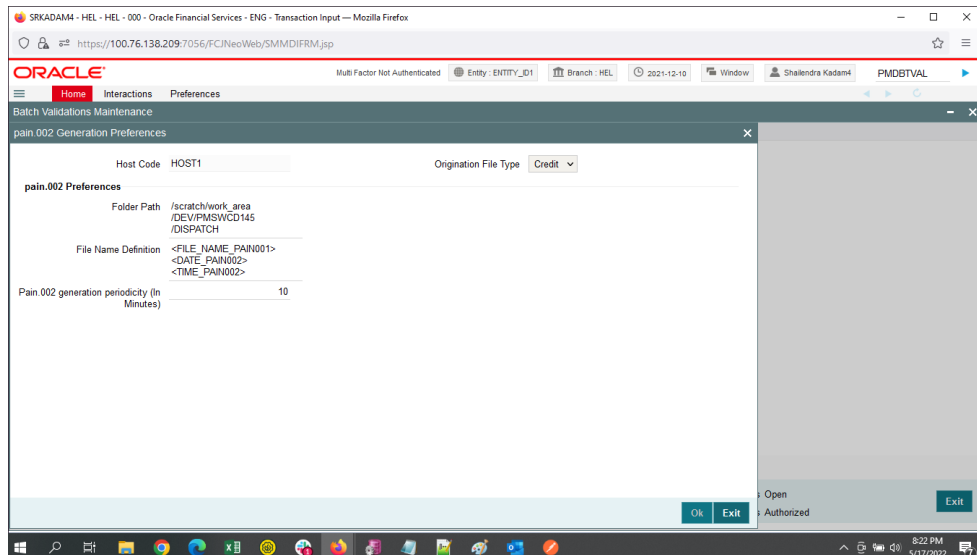 SRKADAM4 - HEL - HEL - 000 - Oracle Financial Services - ENG - Transaction Input — Mozilla Firefox
https://100.76.138.209:7056/FCJNeoWeb/SMMDIFRM.jsp
ORACLE
Multi Factor Not Authenticated
Entity : ENTITY_ID1
Branch : HEL
2021-12-10
Window
Shailendra Kadam4
PMDBTVAL
Home
Interactions
Preferences
Batch Validations Maintenance
pain.002 Generation Preferences
Host Code HOST1
Origination File Type Credit
pain.002 Preferences
Folder Path /scratch/work_area
/DEV/PMSWCD145
/DISPATCH
File Name Definition <FILE_NAME_PAIN001>
<DATE_PAIN002>
<TIME_PAIN002>
Pain.002 generation periodicity (In 10
Minutes)
s Open
s Authorized
Exit
Ok Exit
8:22 PM
5/17/2022